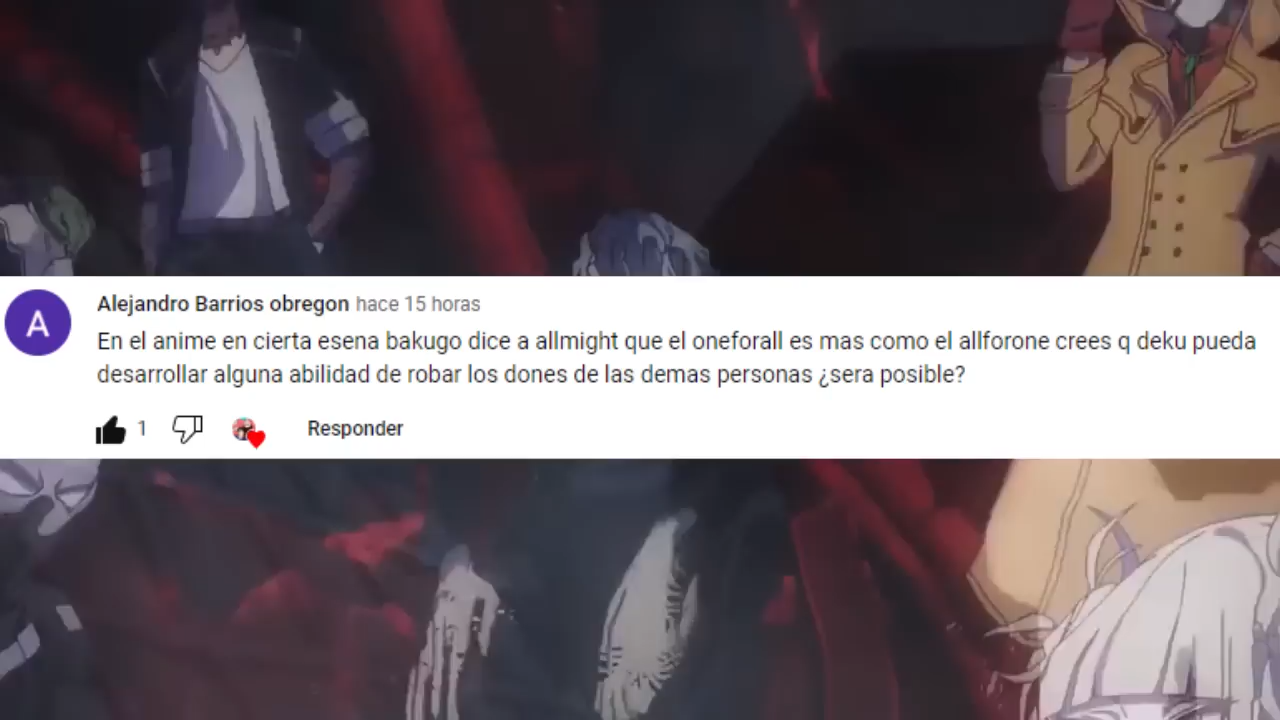 A
Alejandro Barrios obregon hace 15 horas
En el anime en cierta esena bakugo dice a allmight que el oneforall es mas como el allforone crees q deku pueda
desarrollar alguna abilidad de robar los dones de las demas personas ¿sera posible?
1
Responder